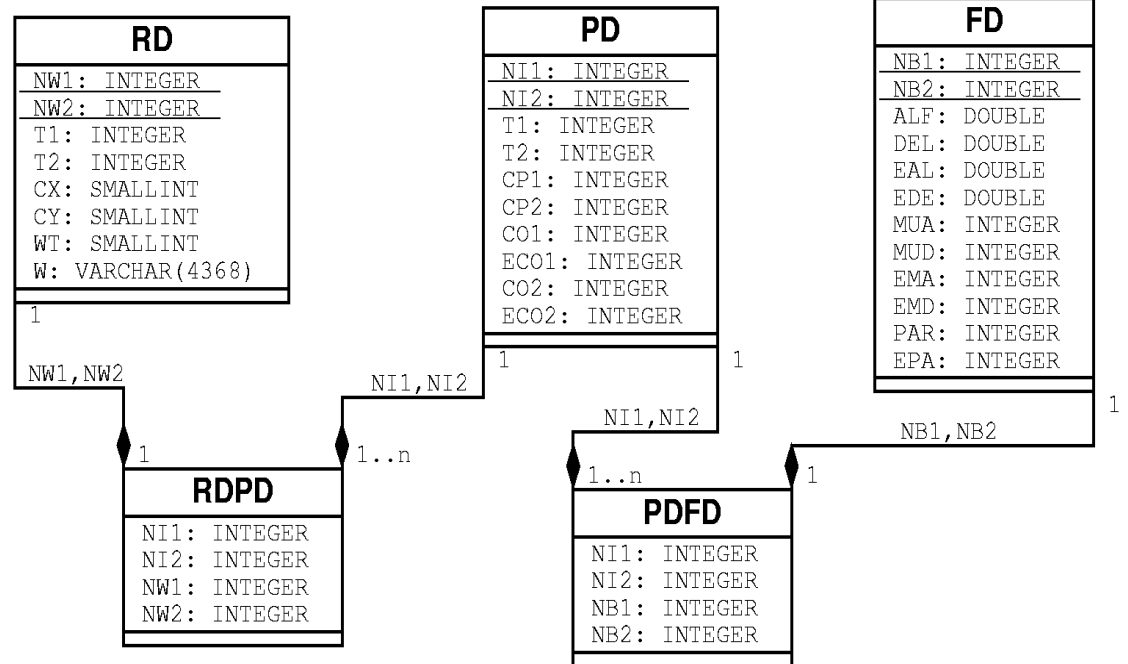 RD
NW1: INTEGER
NW2: INTEGER
T1: INTEGER
T2: INTEGER
CX: SMALLINT
CY: SMALLINT
WT: SMALLINT
W: VARCHAR(4368)
1
NW1,NW2
1
PD
NI1: INTEGER
NI2: INTEGER
T1: INTEGER
T2: INTEGER
CP1: INTEGER
CP2: INTEGER
CO1: INTEGER
ECO1: INTEGER
CO2: INTEGER
ECO2: INTEGER
1
1
NI1,NI2
1..n
NI1,NI2
1..n
FD
NB1: INTEGER
NB2: INTEGER
ALF: DOUBLE
DEL: DOUBLE
EAL: DOUBLE
EDE: DOUBLE
MUA: INTEGER
MUD: INTEGER
EMA: INTEGER
EMD: INTEGER
PAR: INTEGER
EPA: INTEGER
1
NB1,NB2
1
RDPD
NI1: INTEGER
NI2: INTEGER
NW1: INTEGER
NW2: INTEGER
PDFD
NI1: INTEGER
NI2: INTEGER
NB1: INTEGER
NB2: INTEGER